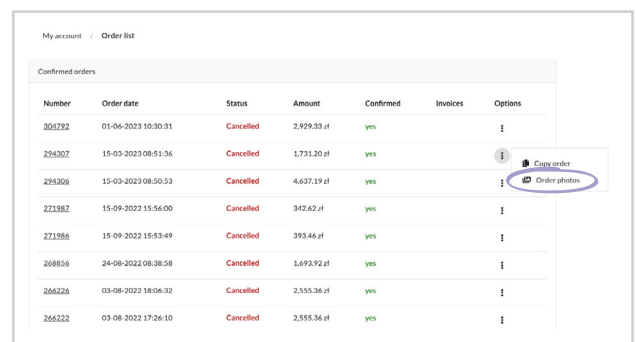 My account / Order list
Confirmed orders
Number Order date Status Amount Confirmed Invoices Options
304792 01-06-2023 10:30:31 Cancelled 2,929.33 zł yes
294307 15-03-2023 08:51:36 Cancelled 1,731.20 zł yes
Copy order
294306 15-03-2023 08:50:53 Cancelled 4,637.19 zł yes
Order photos
271987 15-09-2022 15:56:00 Cancelled 342.62 zł yes
271986 15-09-2022 15:53:49 Cancelled 393.46 zł yes
268856 24-08-2022 08:38:58 Cancelled 1,693.92 zł yes
266226 03-08-2022 18:06:32 Cancelled 2,555.36 zł yes
266222 03-08-2022 17:26:10 Cancelled 2,555.36 zł yes